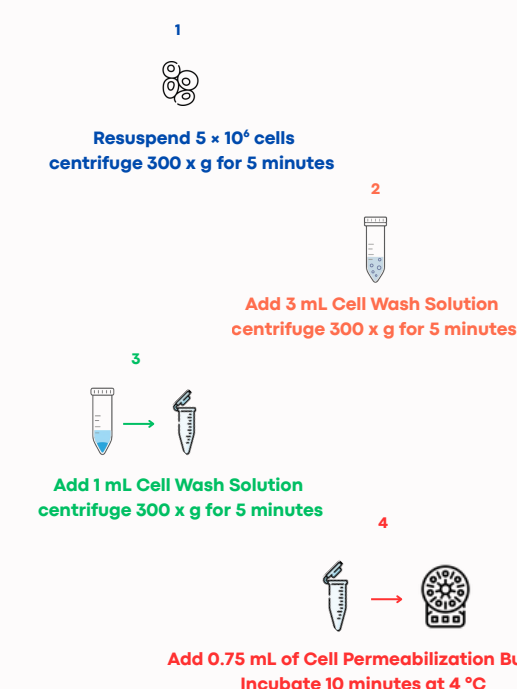 1
Resuspend 5 × 10⁶ cells
centrifuge 300 x g for 5 minutes
2
Add 3 mL Cell Wash Solution
centrifuge 300 x g for 5 minutes
3
Add 1 mL Cell Wash Solution
centrifuge 300 x g for 5 minutes
4
Add 0.75 mL of Cell Permeabilization
Incubate 10 minutes at 4 °C